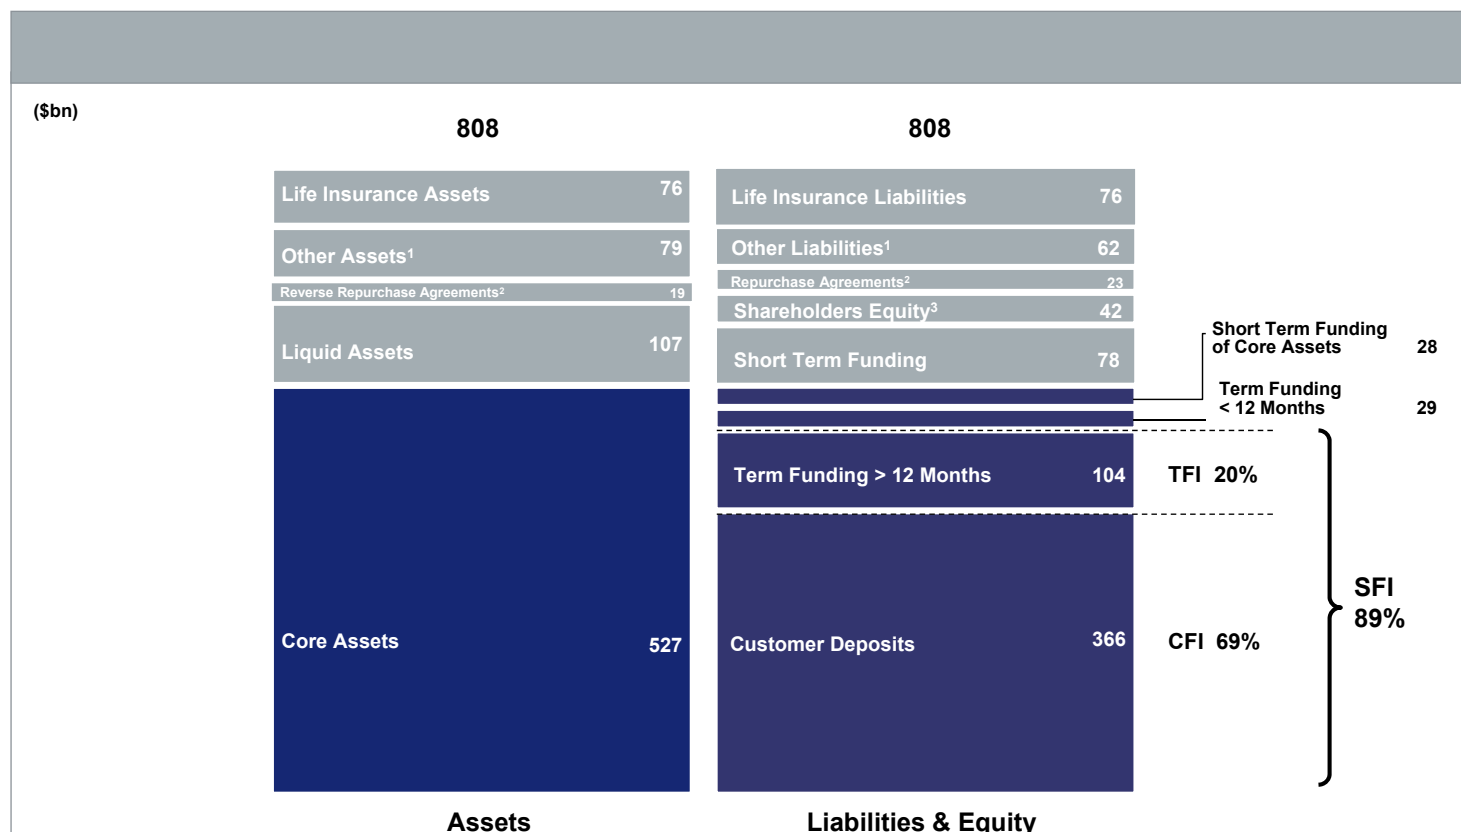 ($bn)
808
808
Life Insurance Assets 76
Other Assets¹ 79
Reverse Repurchase Agreements² 19
Liquid Assets 107
Core Assets 527
Life Insurance Liabilities 76
Other Liabilities¹ 62
Repurchase Agreements² 23
Shareholders Equity³ 42
Short Term Funding 78
Short Term Funding
of Core Assets 28
Term Funding
< 12 Months 29
Term Funding > 12 Months 104
TFI 20%
Customer Deposits 366
CFI 69%
SFI
89%
Assets
Liabilities & Equity